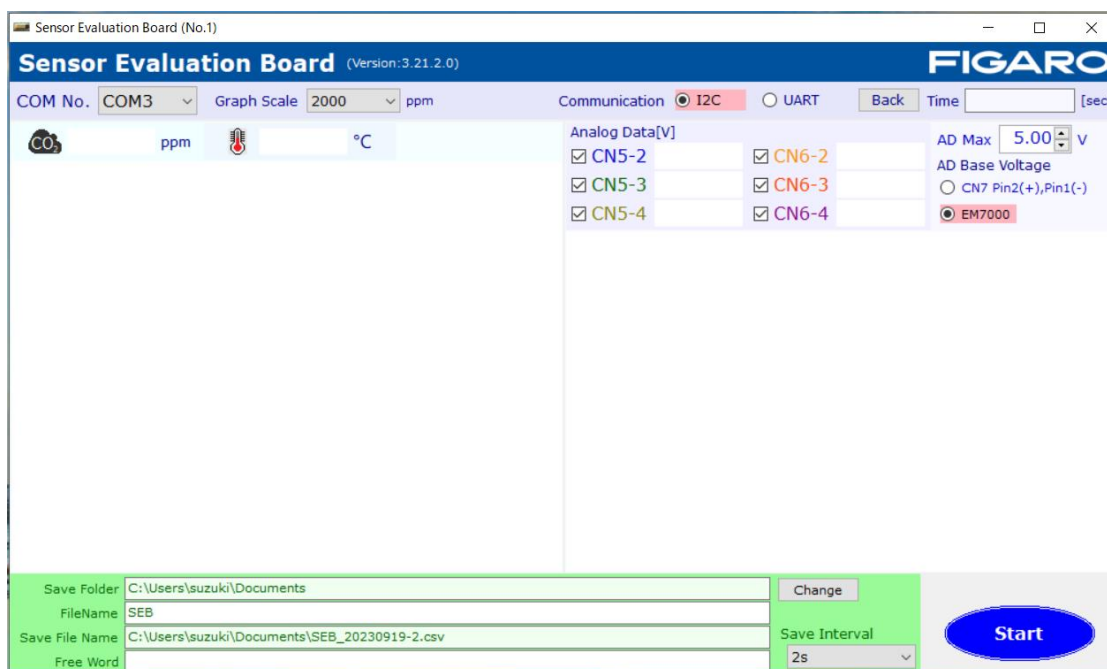 Sensor Evaluation Board (No.1)
Sensor Evaluation Board (Version:3.21.2.0) FIGARO
COM No. COM3 Graph Scale 2000 ppm Communication I2C UART Back Time [sec
CO2 ppm °C
Analog Data[V]
CN5-2 CN6-2
CN5-3 CN6-3
CN5-4 CN6-4
AD Max 5.00 V
AD Base Voltage
CN7 Pin2(+),Pin1(-)
EM7000
Save Folder C:\Users\suzuki\Documents Change
FileName SEB
Save File Name C:\Users\suzuki\Documents\SEB_20230919-2.csv
Free Word
Save Interval
2s
Start